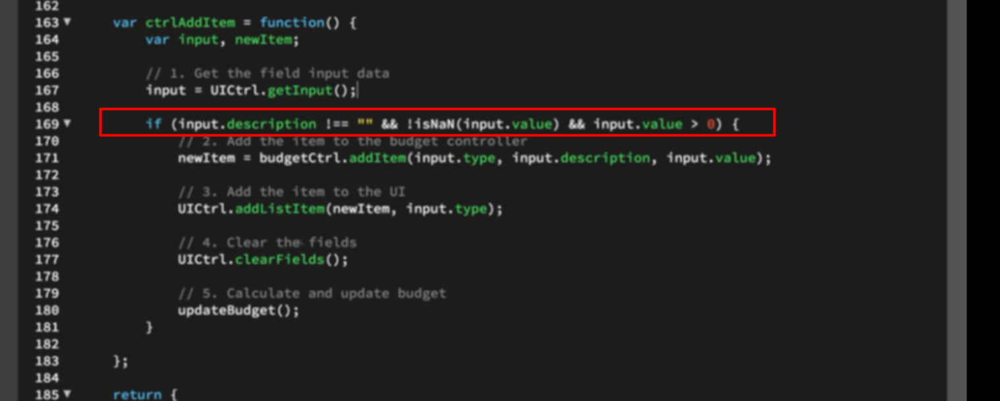 162
163 ▼ var ctrlAddItem = function() {
164 var input, newItem;
165
166 // 1. Get the field input data
167 input = UICtrl.getInput();
168
169 ▼ if (input.description !== "" && !isNaN(input.value) && input.value > 0) {
170 // 2. Add the item to the budget controller
171 newItem = budgetCtrl.addItem(input.type, input.description, input.value);
172
173 // 3. Add the item to the UI
174 UICtrl.addListItem(newItem, input.type);
175
176 // 4. Clear the fields
177 UICtrl.clearFields();
178
179 // 5. Calculate and update budget
180 updateBudget();
181 }
182
183 };
184
185 ▼ return {